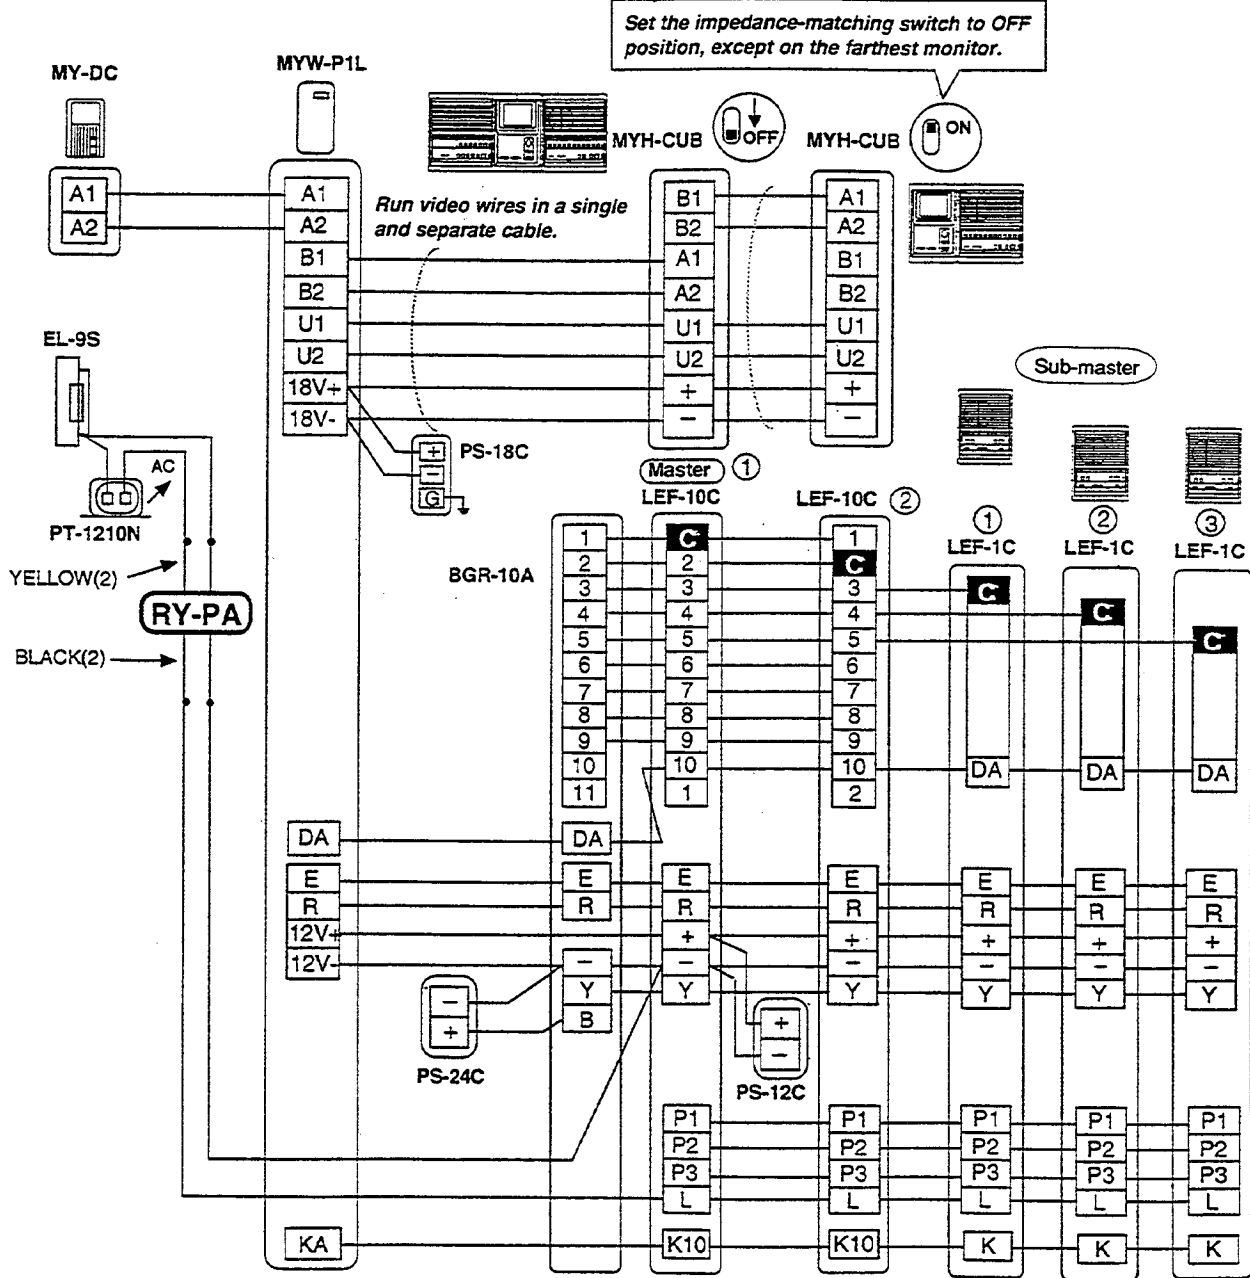 Set the impedance-matching switch to OFF
position, except on the farthest monitor.
MY-DC
MYW-P1L
MYH-CUB
OFF
MYH-CUB
ON
A1
A2
A1
A2
B1
B2
U1
U2
18V+
18V-
Run video wires in a single
and separate cable.
B1
B2
A1
A2
U1
U2
+
−
A1
A2
B1
B2
U1
U2
+
−
EL-9S
AC
PT-1210N
YELLOW(2)
RY-PA
BLACK(2)
+
−
G
PS-18C
Sub-master
Master ①
LEF-10C
LEF-10C ②
①
LEF-1C
②
LEF-1C
③
LEF-1C
BGR-10A
1
2
3
4
5
6
7
8
9
10
11
DA
E
R
−
Y
B
C
2
3
4
5
6
7
8
9
10
1
E
R
+
−
Y
P1
P2
P3
L
K10
1
C
3
4
5
6
7
8
9
10
2
E
R
+
−
Y
P1
P2
P3
L
K10
C
DA
E
R
+
−
Y
P1
P2
P3
L
K
C
DA
E
R
+
−
Y
P1
P2
P3
L
K
C
DA
E
R
+
−
Y
P1
P2
P3
L
K
DA
E
R
12V+
12V-
KA
−
+
PS-24C
+
−
PS-12C